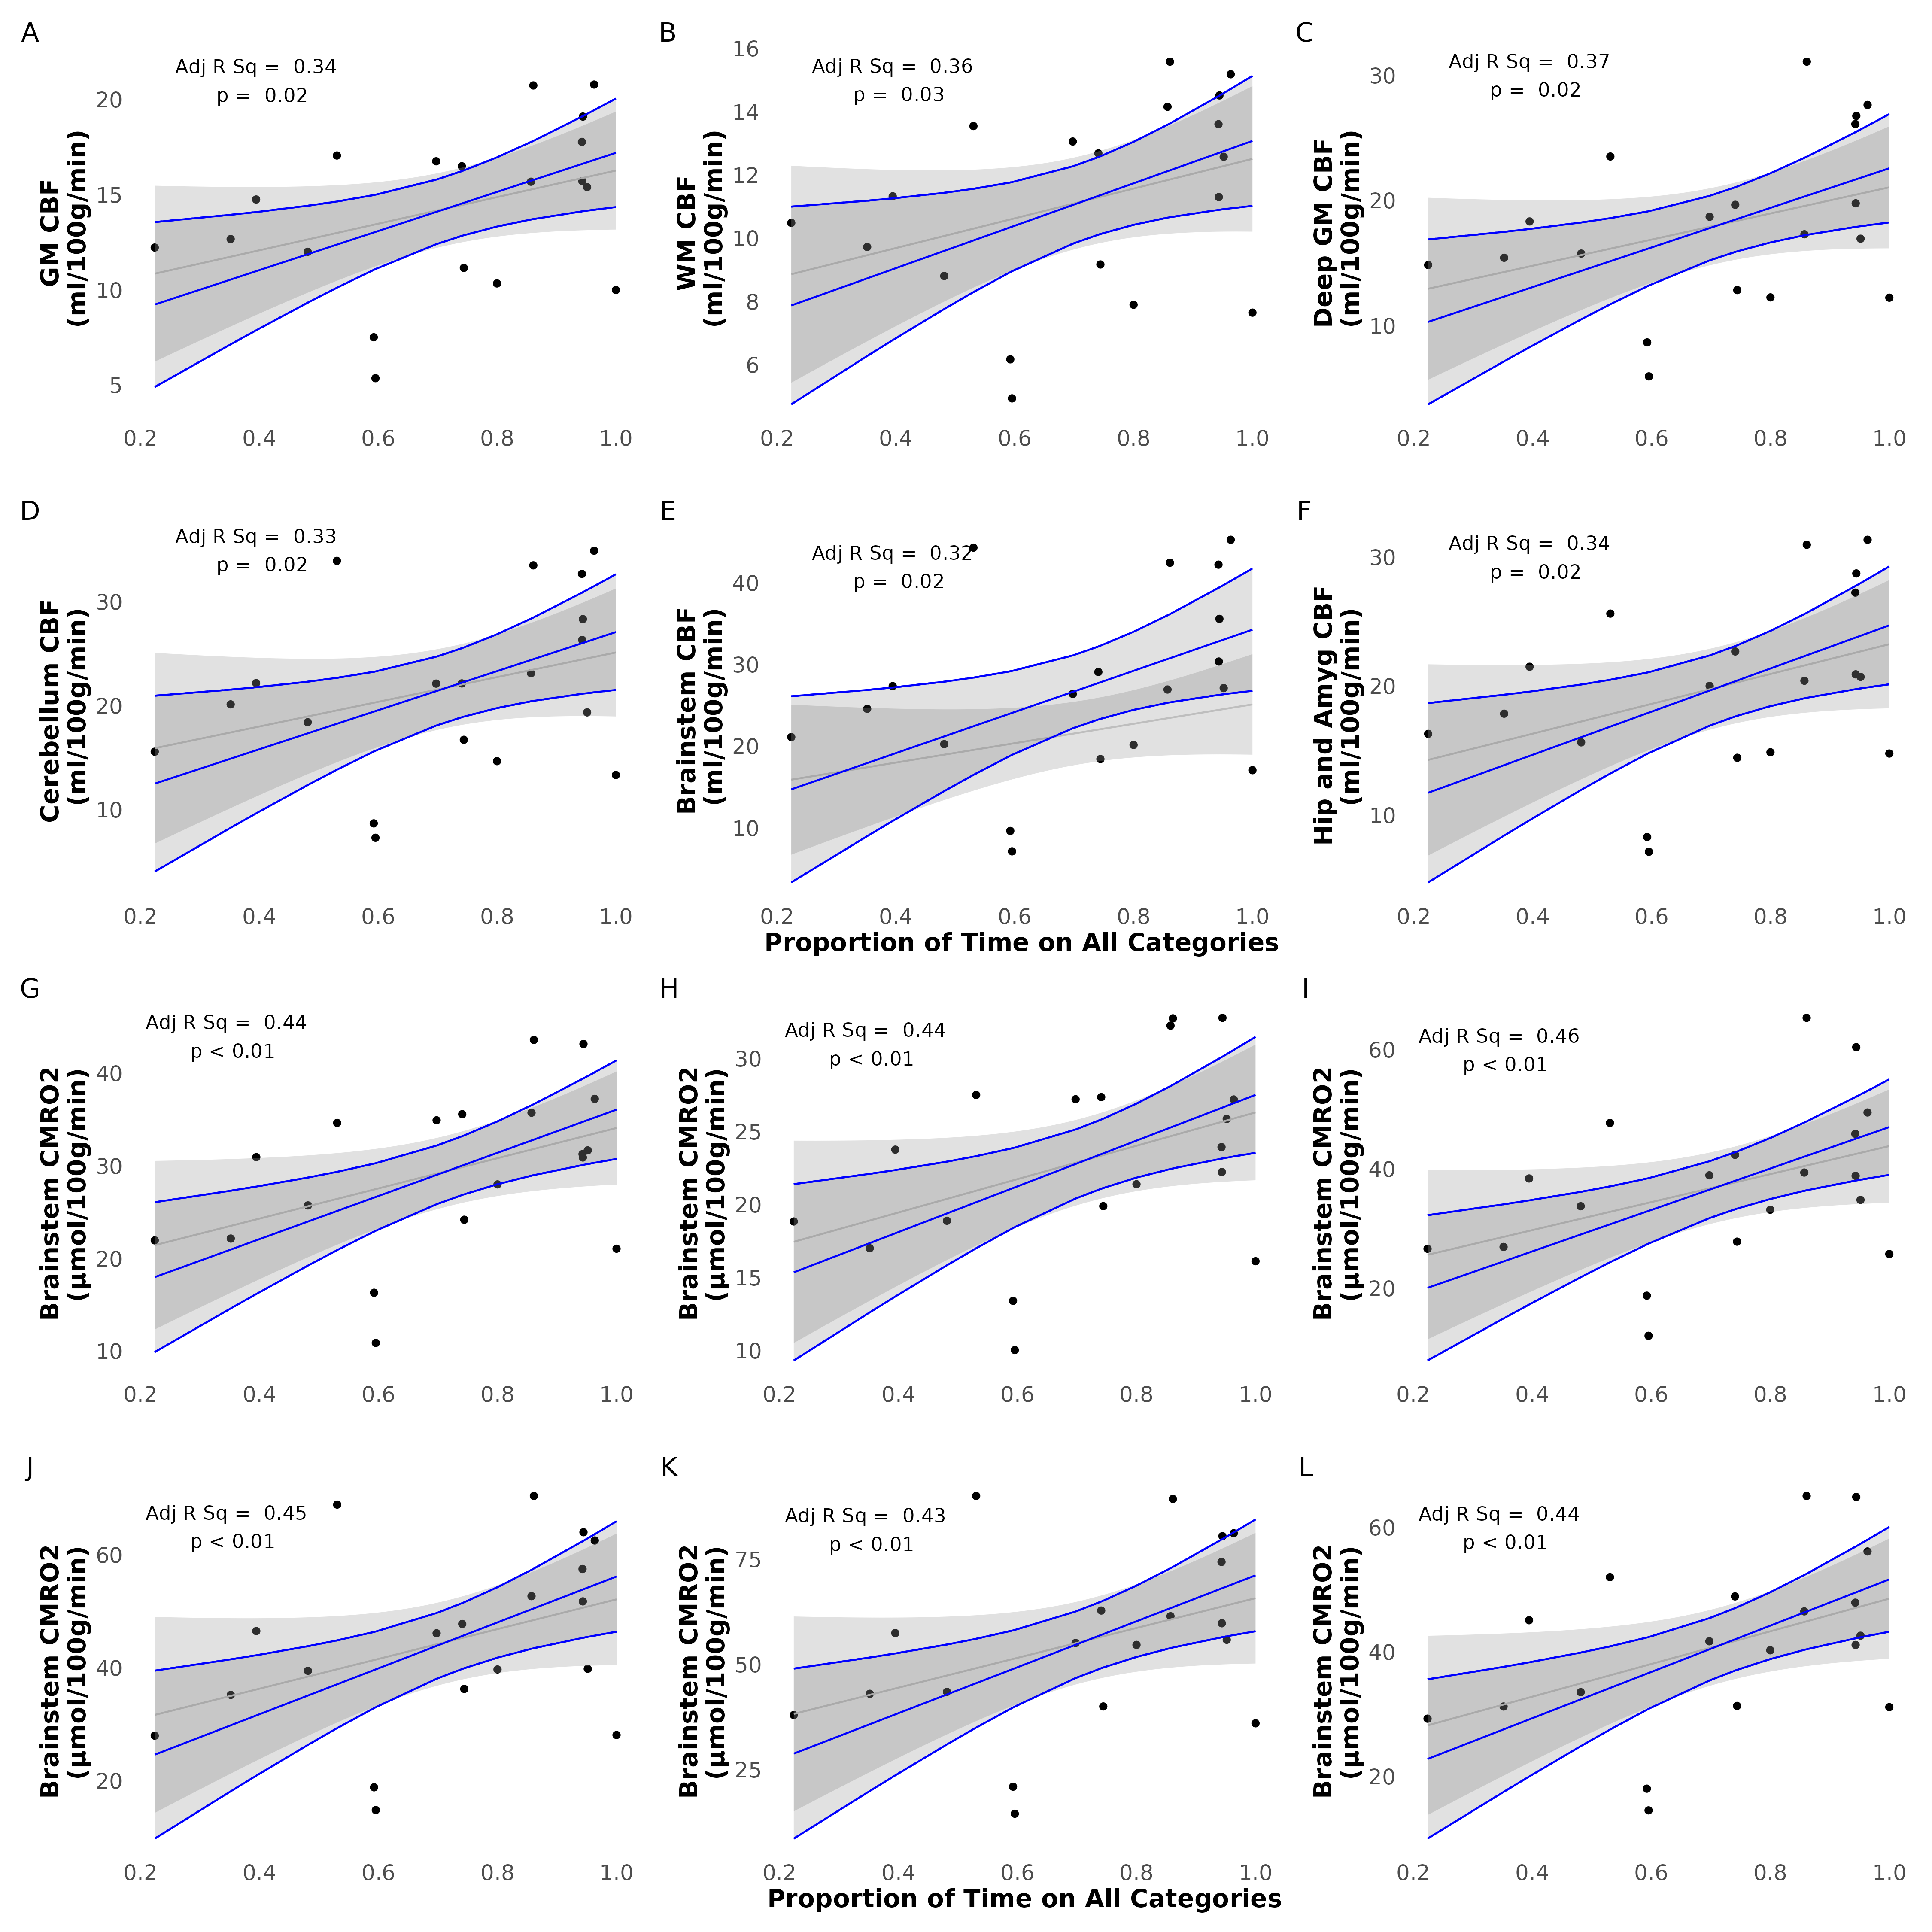 A
Adj R Sq = 0.34
p = 0.02
GM CBF
(ml/100g/min)
20
15
10
5
0.2 0.4 0.6 0.8 1.0
B
Adj R Sq = 0.36
p = 0.03
WM CBF
(ml/100g/min)
16
14
12
10
8
6
0.2 0.4 0.6 0.8 1.0
C
Adj R Sq = 0.37
p = 0.02
Deep GM CBF
(ml/100g/min)
30
20
10
0.2 0.4 0.6 0.8 1.0
D
Adj R Sq = 0.33
p = 0.02
Cerebellum CBF
(ml/100g/min)
30
20
10
0.2 0.4 0.6 0.8 1.0
E
Adj R Sq = 0.32
p = 0.02
Brainstem CBF
(ml/100g/min)
40
30
20
10
0.2 0.4 0.6 0.8 1.0
Proportion of Time on All Categories
F
Adj R Sq = 0.34
p = 0.02
Hip and Amyg CBF
(ml/100g/min)
30
20
10
0.2 0.4 0.6 0.8 1.0
G
Adj R Sq = 0.44
p < 0.01
Brainstem CMRO2
(µmol/100g/min)
40
30
20
10
0.2 0.4 0.6 0.8 1.0
H
Adj R Sq = 0.44
p < 0.01
Brainstem CMRO2
(µmol/100g/min)
30
25
20
15
10
0.2 0.4 0.6 0.8 1.0
I
Adj R Sq = 0.46
p < 0.01
Brainstem CMRO2
(µmol/100g/min)
60
40
20
0.2 0.4 0.6 0.8 1.0
J
Adj R Sq = 0.45
p < 0.01
Brainstem CMRO2
(µmol/100g/min)
60
40
20
0.2 0.4 0.6 0.8 1.0
K
Adj R Sq = 0.43
p < 0.01
Brainstem CMRO2
(µmol/100g/min)
75
50
25
0.2 0.4 0.6 0.8 1.0
Proportion of Time on All Categories
L
Adj R Sq = 0.44
p < 0.01
Brainstem CMRO2
(µmol/100g/min)
60
40
20
0.2 0.4 0.6 0.8 1.0